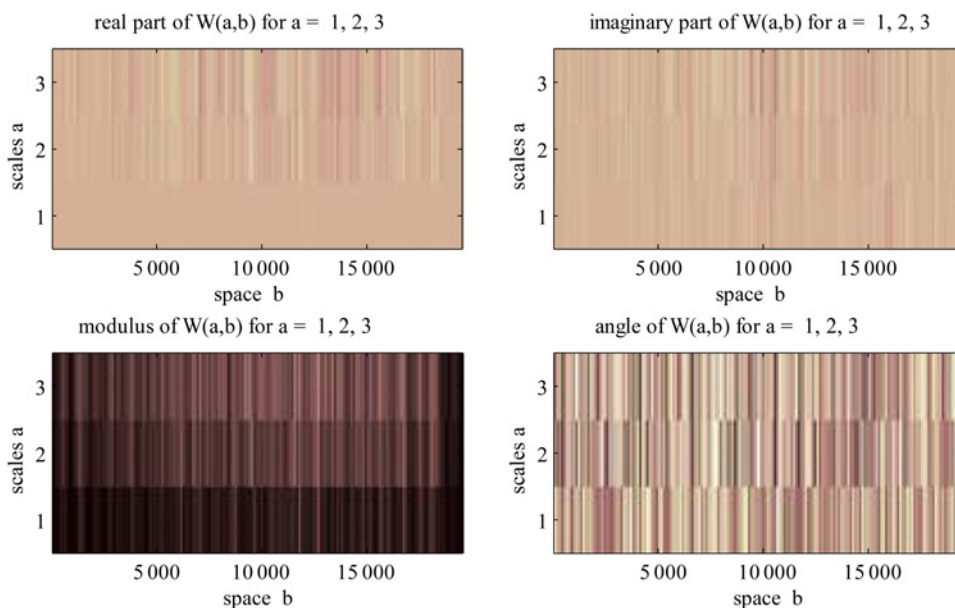 real part of W(a,b) for a = 1, 2, 3
scales a
3
2
1
5 000 10 000 15 000
space b
imaginary part of W(a,b) for a = 1, 2, 3
scales a
3
2
1
5 000 10 000 15 000
space b
modulus of W(a,b) for a = 1, 2, 3
scales a
3
2
1
5 000 10 000 15 000
space b
angle of W(a,b) for a = 1, 2, 3
scales a
3
2
1
5 000 10 000 15 000
space b